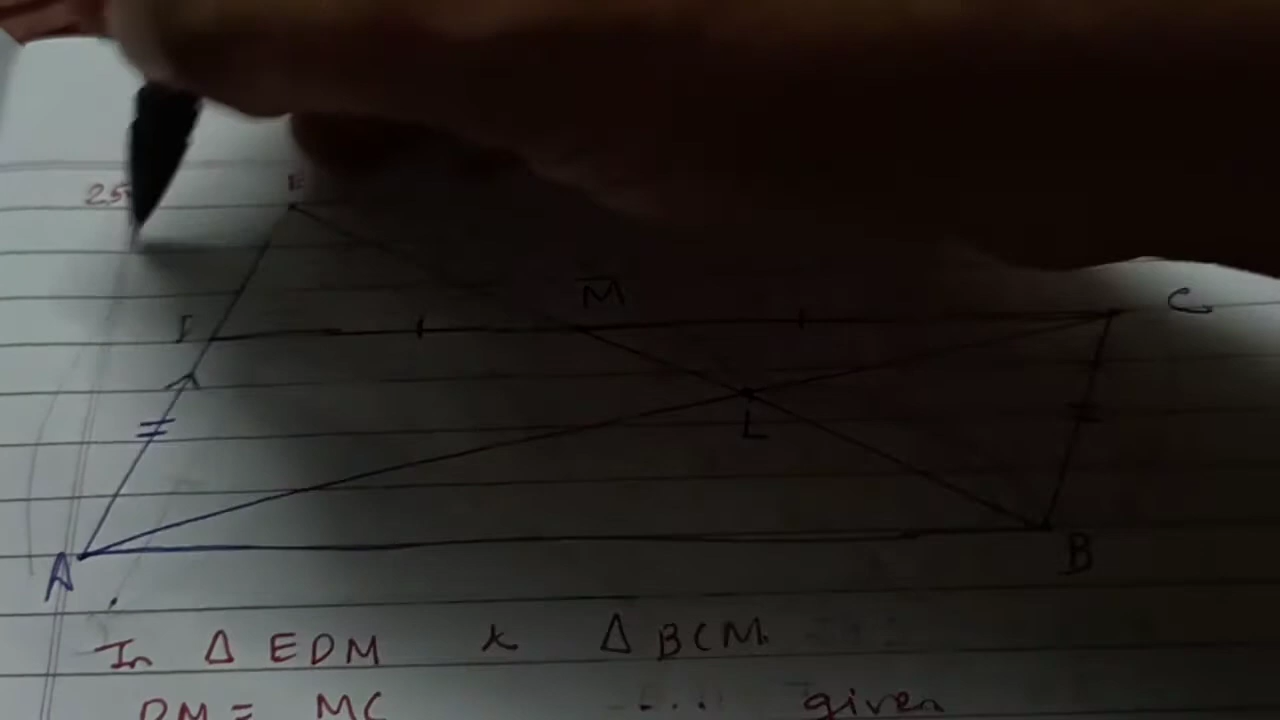 25
E
M
C
L
A
B
In Δ EDM & Δ BCM.
DM = MC ... given